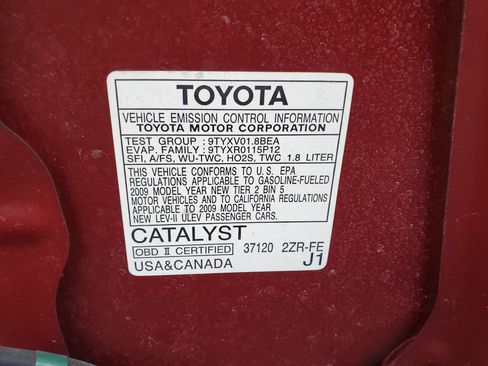 TOYOTA
VEHICLE EMISSION CONTROL INFORMATION
TOYOTA MOTOR CORPORATION
TEST GROUP : 9TYXV01.8BEA
EVAP. FAMILY : 9TYXR0115P12
SFI, A/FS, WU-TWC, HO2S, TWC 1.8 LITER
THIS VEHICLE CONFORMS TO U.S. EPA
REGULATIONS APPLICABLE TO GASOLINE-FUELED
2009 MODEL YEAR NEW TIER 2 BIN 5
MOTOR VEHICLES AND TO CALIFORNIA REGULATIONS
APPLICABLE TO 2009 MODEL YEAR
NEW LEV-II ULEV PASSENGER CARS.
CATALYST
OBD II CERTIFIED 37120 2ZR-FE
USA&CANADA J1